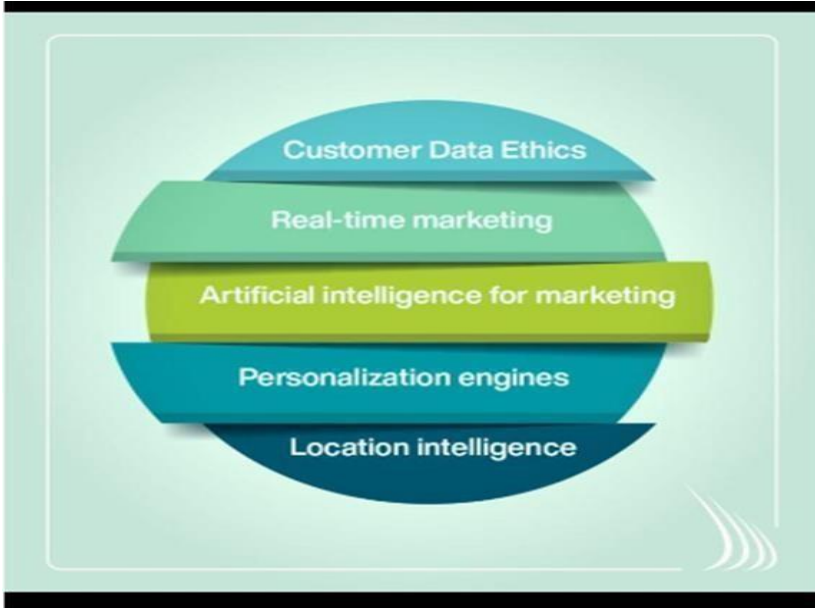 Customer Data Ethics
Real-time marketing
Artificial intelligence for marketing
Personalization engines
Location intelligence